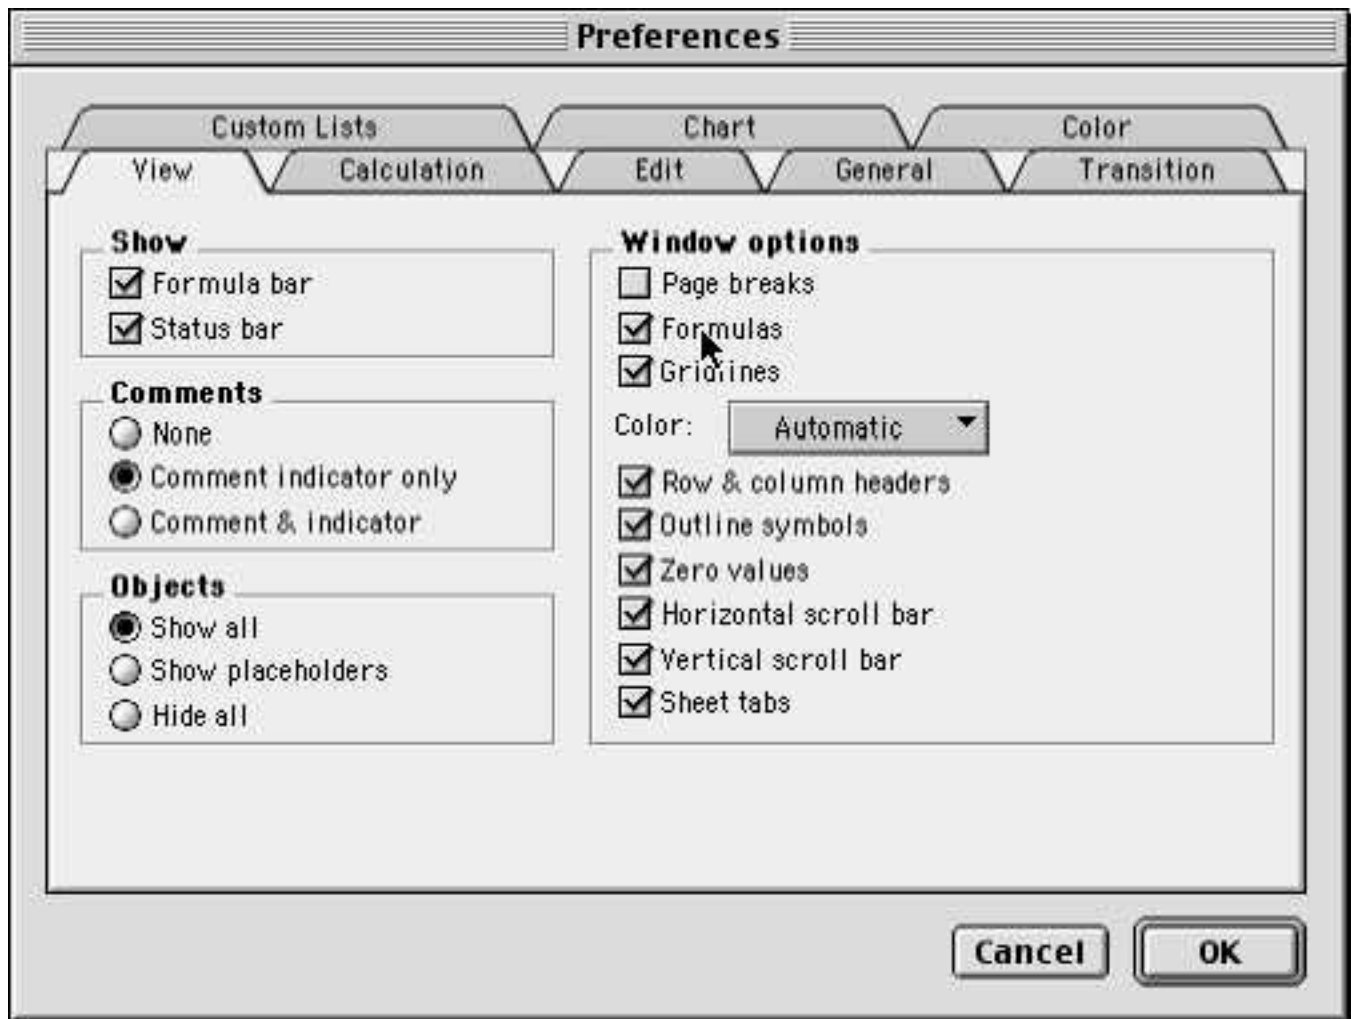 Preferences
Custom Lists
Chart
Color
View
Calculation
Edit
General
Transition
Show
Formula bar
Status bar
Comments
None
Comment indicator only
Comment & indicator
Objects
Show all
Show placeholders
Hide all
Window options
Page breaks
Formulas
Gridlines
Color: Automatic
Row & column headers
Outline symbols
Zero values
Horizontal scroll bar
Vertical scroll bar
Sheet tabs
Cancel
OK